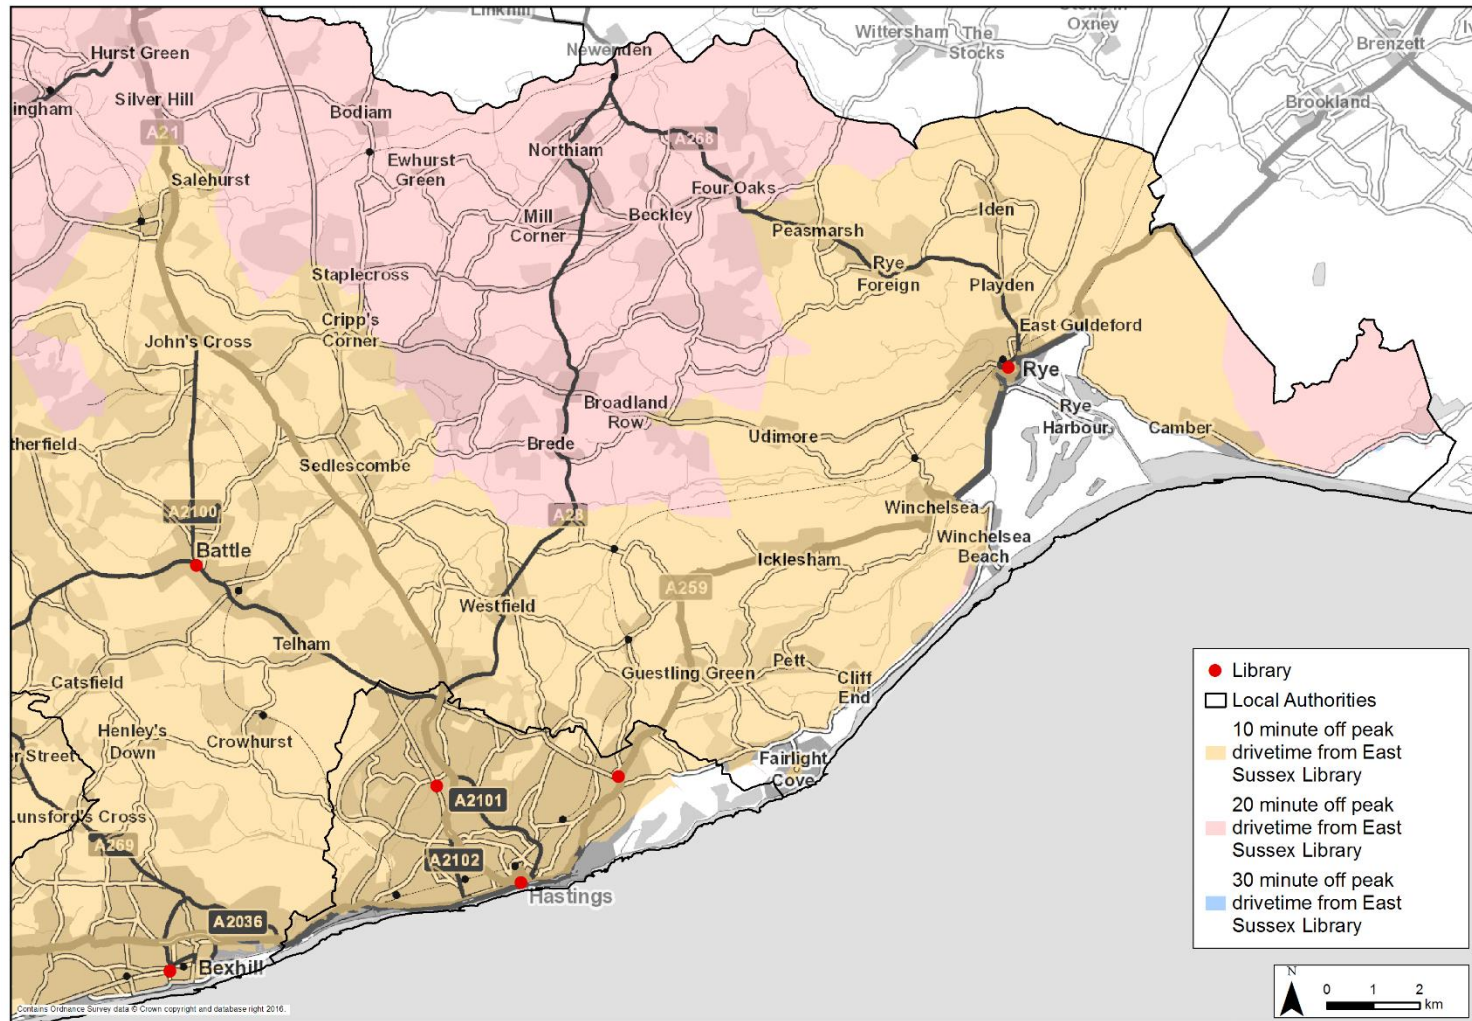 Linkhill
Newenden
Wittersham
The
Stocks
Stone in
Oxney
Brenzett
Brookland
Hurst Green
Silver Hill
ingham
A21
Bodiam
Northiam
A268
Ewhurst
Green
Salehurst
Four Oaks
Mill
Corner
Beckley
Iden
Peasmarsh
Rye
Foreign
Playden
Staplecross
Cripp's
Corner
John's Cross
East Guldeford
Rye
Rye
Harbour
Camber
Broadland
Row
Udimore
Brede
therfield
Sedlescombe
A2100
A28
Winchelsea
Winchelsea
Beach
Battle
Icklesham
A259
Westfield
Telham
Guestling Green
Pett
Cliff
End
Catsfield
Henley's
Down
Crowhurst
er Street
Fairlight
Cove
A2101
Lunsford's Cross
A269
A2102
Hastings
A2036
Bexhill
Library
Local Authorities
10 minute off peak
drivetime from East
Sussex Library
20 minute off peak
drivetime from East
Sussex Library
30 minute off peak
drivetime from East
Sussex Library
N
0 1 2
km
Contains Ordnance Survey data © Crown copyright and database right 2016.